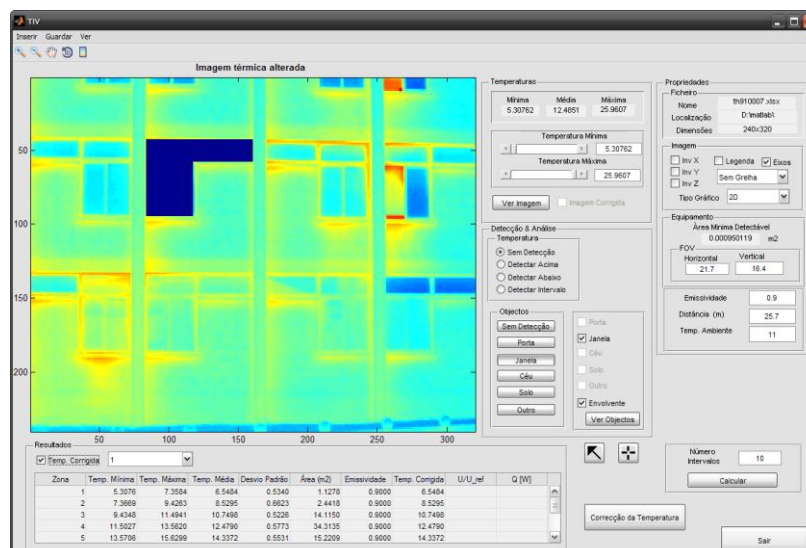 TIV
Inserir Guardar Ver
Imagem térmica alterada
50
100
150
200
50 100 150 200 250 300
Temperaturas
Mínima Média Máxima
5.30762 12.4851 25.9607
Temperatura Mínima
5.30762
Temperatura Máxima
25.9607
Ver Imagem Imagem Corrigida
Detecção & Análise
Temperatura
Sem Detecção
Detectar Acima
Detectar Abaixo
Detectar Intervalo
Objectos
Sem Detecção
Porta
Janela
Céu
Solo
Outro
Porta
Janela
Céu
Solo
Outro
Envolvente
Ver Objectos
Propriedades
Ficheiro
Nome th910007.xlsx
Localização D:\matlab\
Dimensões 240x320
Imagem
Inv X Legenda Eixos
Inv Y Sem Grelha
Inv Z
Tipo Gráfico 2D
Equipamento
Área Mínima Detectável
0.000950119 m2
FOV
Horizontal Vertical
21.7 16.4
Emissividade 0.9
Distância (m) 25.7
Temp. Ambiente 11
Resultados
Temp. Corrigida 1
Zona Temp. Mínima Temp. Máxima Temp. Média Desvio Padrão Área (m2) Emissividade Temp. Corrigida U/U_ref Q [W]
1 5.3076 7.3584 6.5484 0.5340 1.1278 0.9000 6.5484
2 7.3669 9.4263 8.5295 0.6623 2.4418 0.9000 8.5295
3 9.4348 11.4941 10.7498 0.5226 14.1150 0.9000 10.7498
4 11.5027 13.5620 12.4790 0.5773 34.3135 0.9000 12.4790
5 13.5706 15.6299 14.3372 0.5531 15.2209 0.9000 14.3372
Número Intervalos 10
Calcular
Correcção da Temperatura
Sair